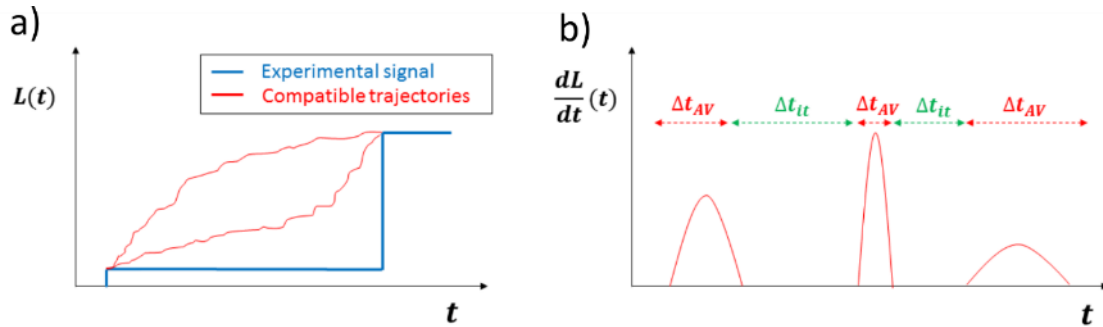 a)
L(t)
Experimental signal
Compatible trajectories
t
b)
dL
dt
(t)
Δt_AV
Δt_it
Δt_AV
Δt_it
Δt_AV
t